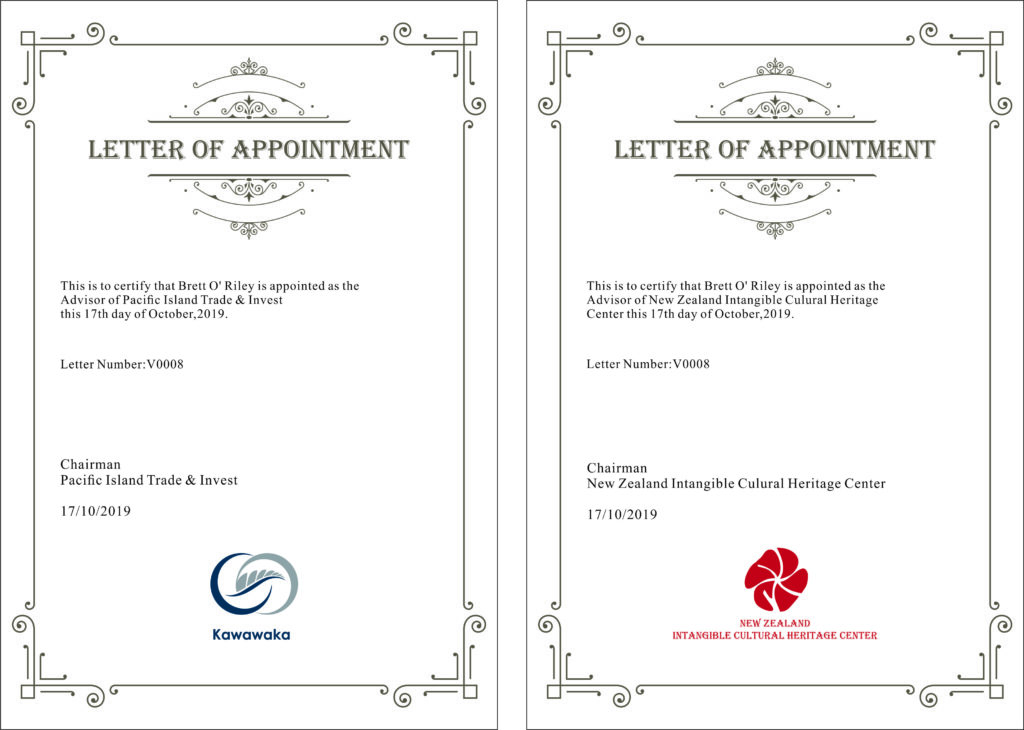 LETTER OF APPOINTMENT
This is to certify that Brett O' Riley is appointed as the
Advisor of Pacific Island Trade & Invest
this 17th day of October,2019.
Letter Number:V0008
Chairman
Pacific Island Trade & Invest
17/10/2019
Kawawaka
LETTER OF APPOINTMENT
This is to certify that Brett O' Riley is appointed as the
Advisor of New Zealand Intangible Culural Heritage
Center this 17th day of October,2019.
Letter Number:V0008
Chairman
New Zealand Intangible Culural Heritage Center
17/10/2019
NEW ZEALAND
INTANGIBLE CULTURAL HERITAGE CENTER